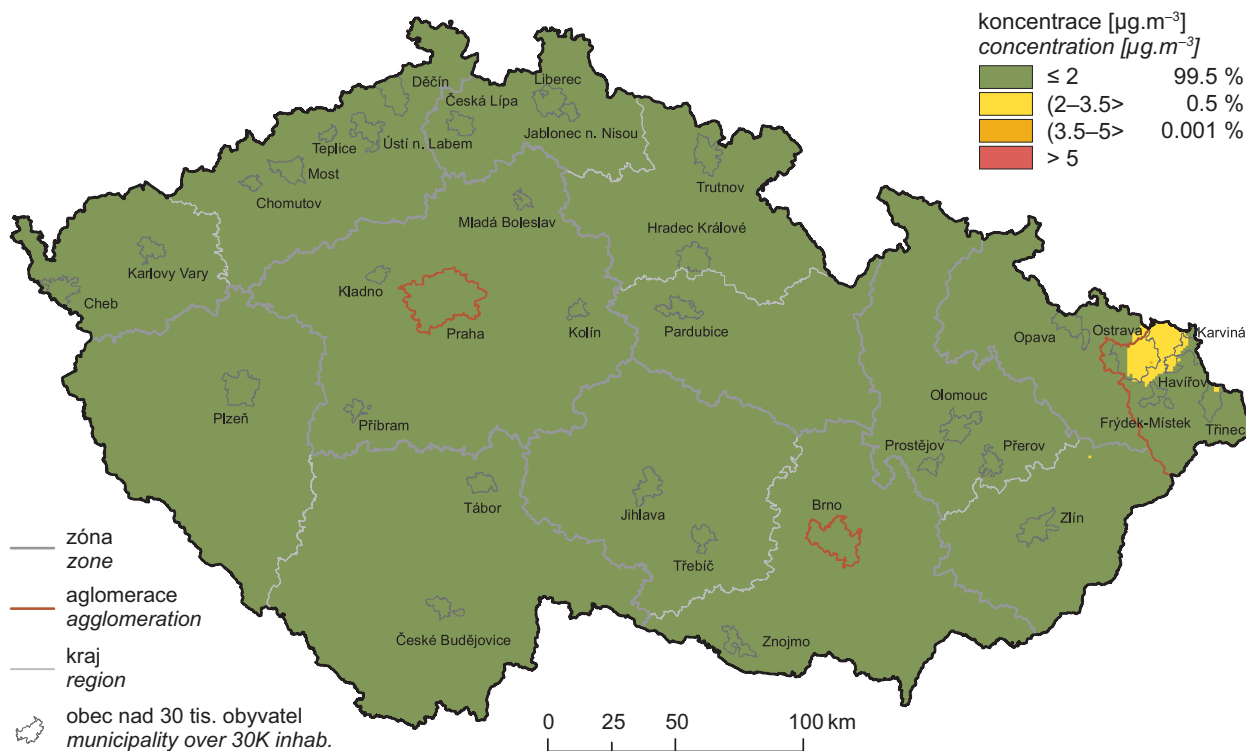 koncentrace [µg.m⁻³]
concentration [µg.m⁻³]
≤ 2 99.5 %
(2–3.5> 0.5 %
(3.5–5> 0.001 %
> 5
Děčín
Liberec
Česká Lípa
Jablonec n. Nisou
Teplice
Ústí n. Labem
Most
Chomutov
Trutnov
Mladá Boleslav
Hradec Králové
Karlovy Vary
Cheb
Kladno
Praha
Kolín
Pardubice
Opava
Ostrava
Karviná
Havířov
Frýdek-Místek
Třinec
Plzeň
Příbram
Olomouc
Prostějov
Přerov
Tábor
Jihlava
Brno
Zlín
Třebíč
České Budějovice
Znojmo
zóna
zone
aglomerace
agglomeration
kraj
region
obec nad 30 tis. obyvatel
municipality over 30K inhab.
0 25 50 100 km